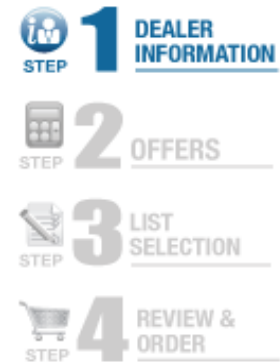 STEP 1 DEALER
INFORMATION
STEP 2 OFFERS
STEP 3 LIST
SELECTION
STEP 4 REVIEW &
ORDER